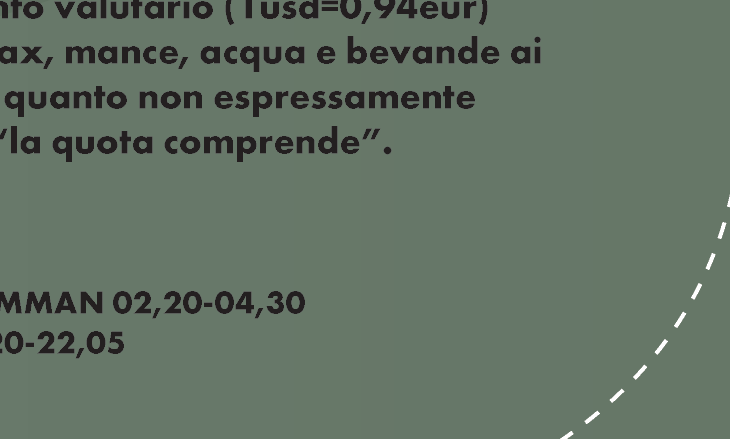 nto valutario (1usd=0,94eur)
ax, mance, acqua e bevande ai
quanto non espressamente
“la quota comprende”.
MMAN 02,20-04,30
20-22,05